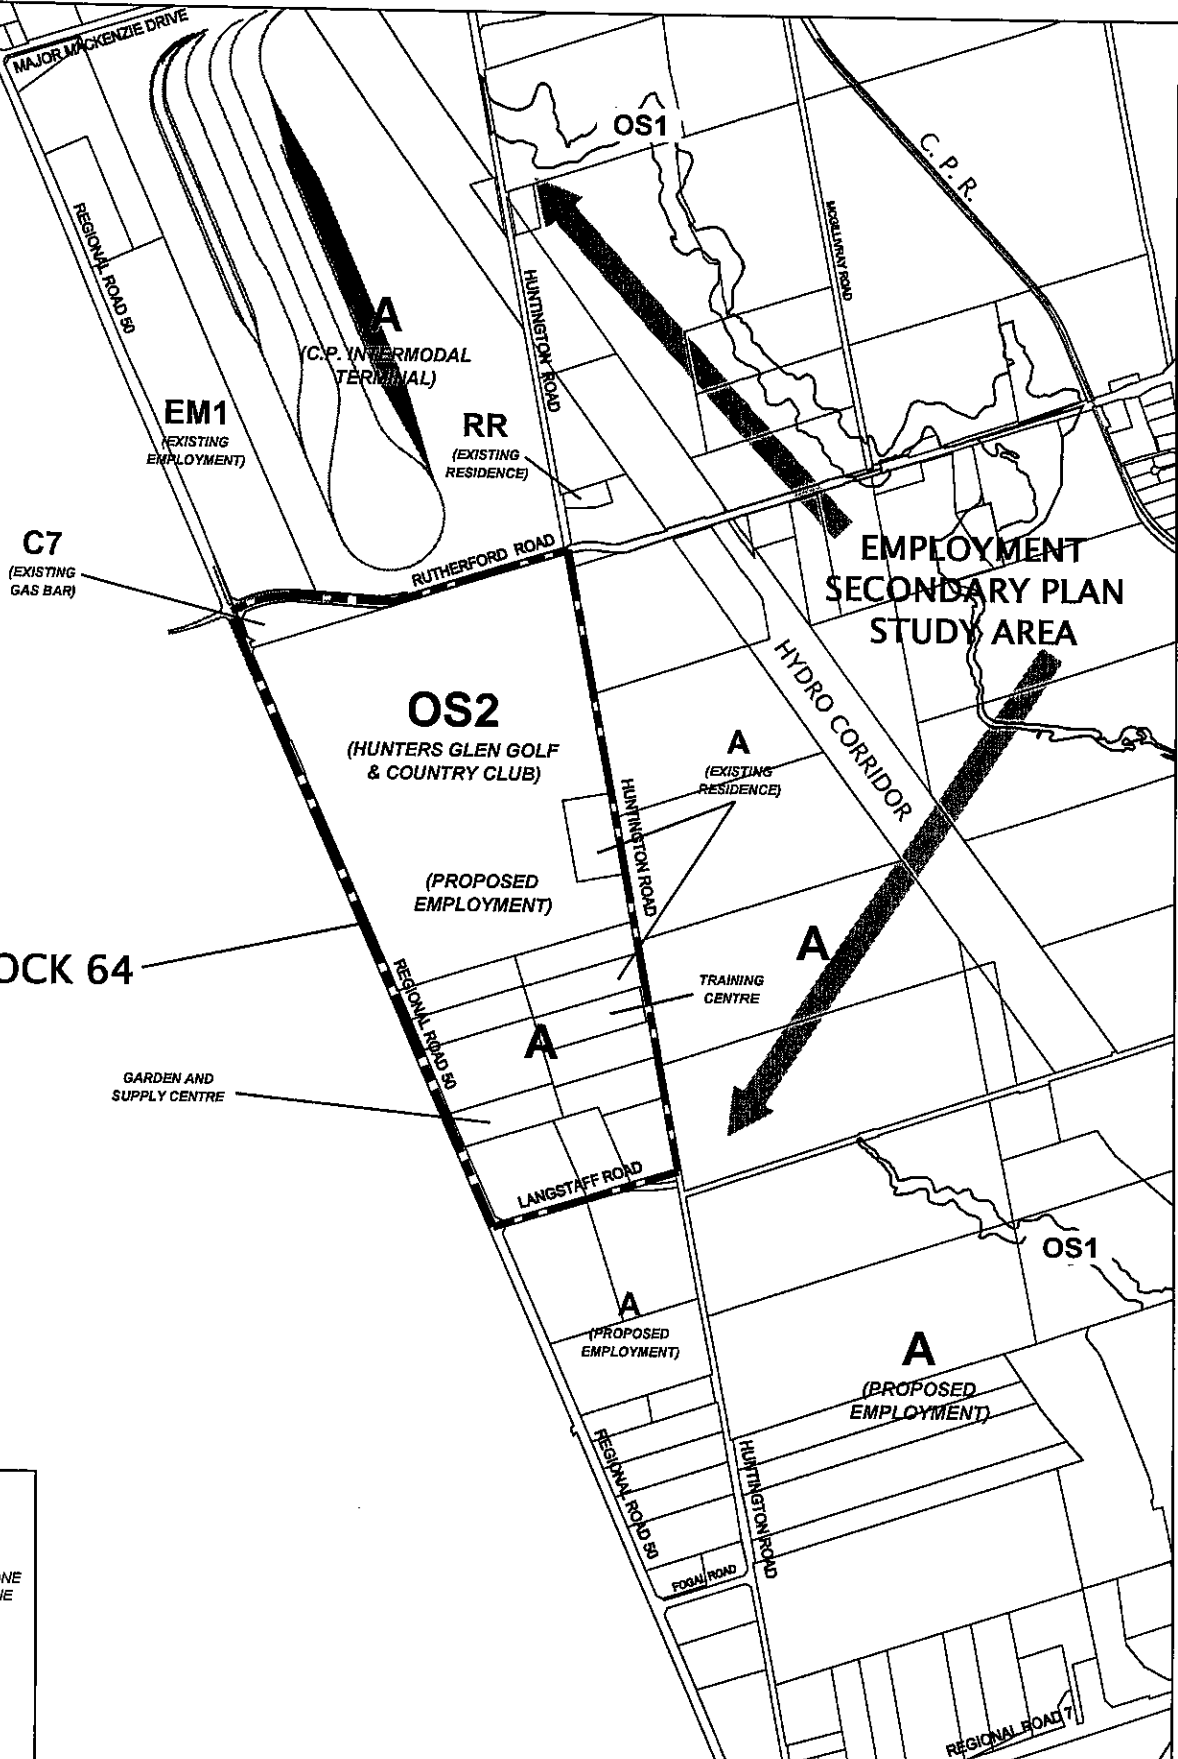 MAJOR MACKENZIE DRIVE
OS1
C. P. R.
REGIONAL ROAD 50
MCGILLIVRAY ROAD
HUNTINGTON ROAD
A
(C.P. INTERMODAL
TERMINAL)
EM1
(EXISTING
EMPLOYMENT)
RR
(EXISTING
RESIDENCE)
C7
(EXISTING
GAS BAR)
RUTHERFORD ROAD
EMPLOYMENT
SECONDARY PLAN
STUDY AREA
HYDRO CORRIDOR
OS2
(HUNTERS GLEN GOLF
& COUNTRY CLUB)
A
(EXISTING
RESIDENCE)
HUNTINGTON ROAD
(PROPOSED
EMPLOYMENT)
A
OCK 64
REGIONAL ROAD 50
TRAINING
CENTRE
A
GARDEN AND
SUPPLY CENTRE
LANGSTAFF ROAD
OS1
A
(PROPOSED
EMPLOYMENT)
A
(PROPOSED
EMPLOYMENT)
REGIONAL ROAD 50
HUNTINGTON ROAD
FOGAL ROAD
ONE
NE
REGIONAL ROAD 7